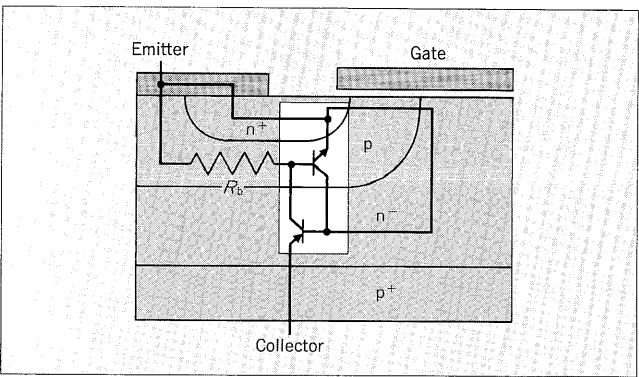 Emitter
Gate
n+
p
Rb
n−
p+
Collector